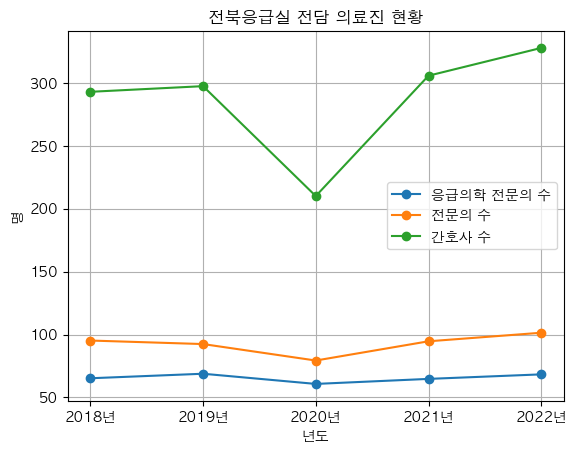 전북응급실 전담 의료진 현황
300
250
200
150
100
50
명
응급의학 전문의 수
전문의 수
간호사 수
2018년 2019년 2020년 2021년 2022년
년도